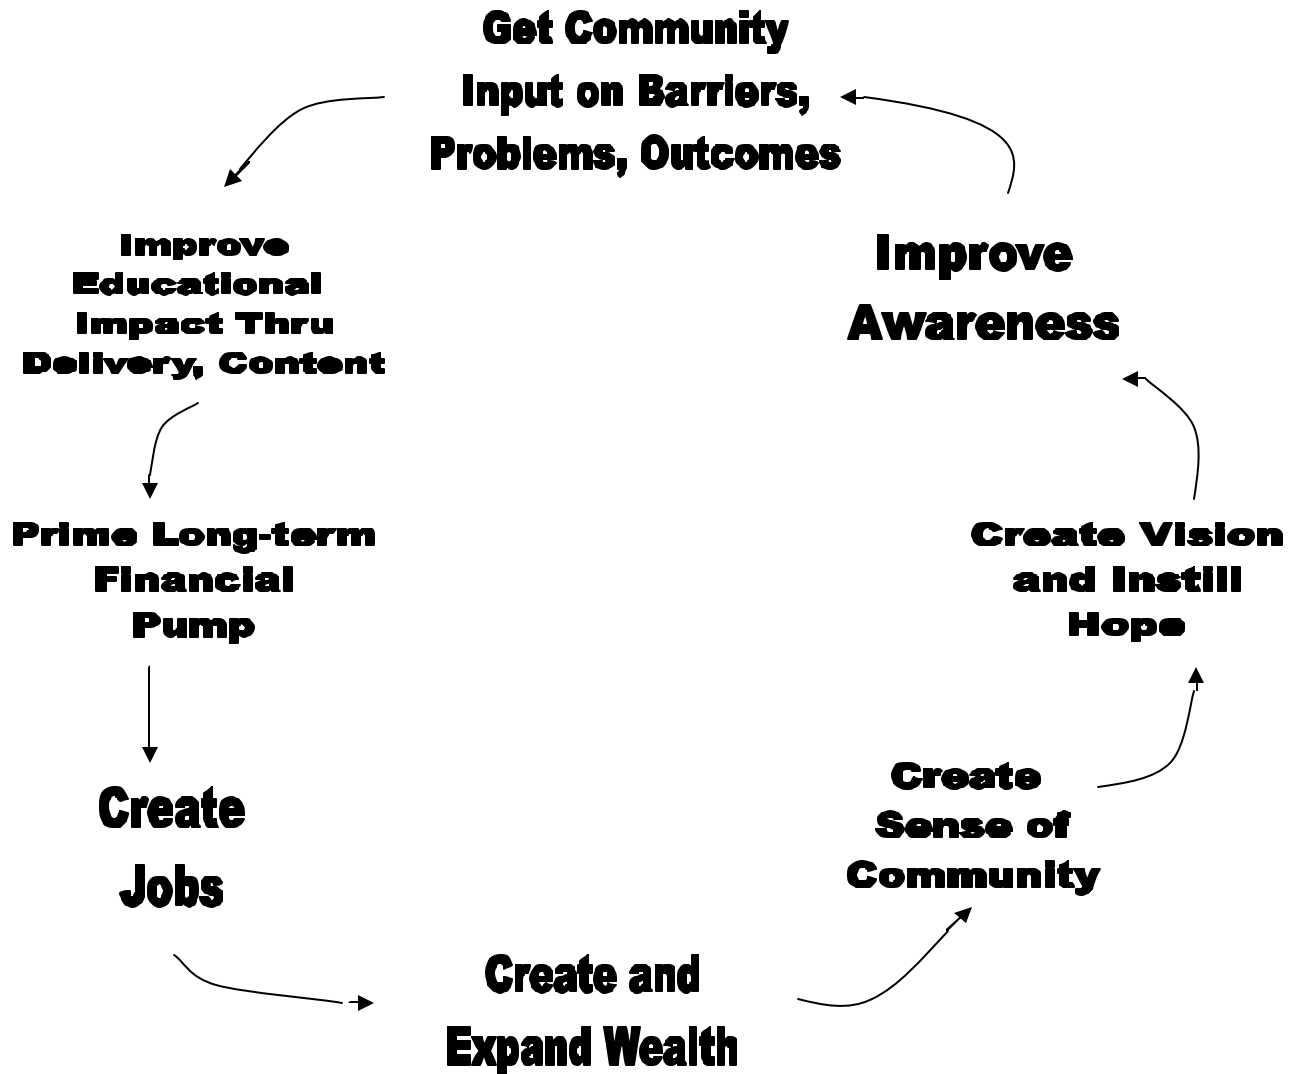 Get Community
Input on Barriers,
Problems, Outcomes
Improve
Educational
Impact Thru
Delivery, Content
Prime Long-term
Financial
Pump
Create
Jobs
Create and
Expand Wealth
Create
Sense of
Community
Create Vision
and Instill
Hope
Improve
Awareness